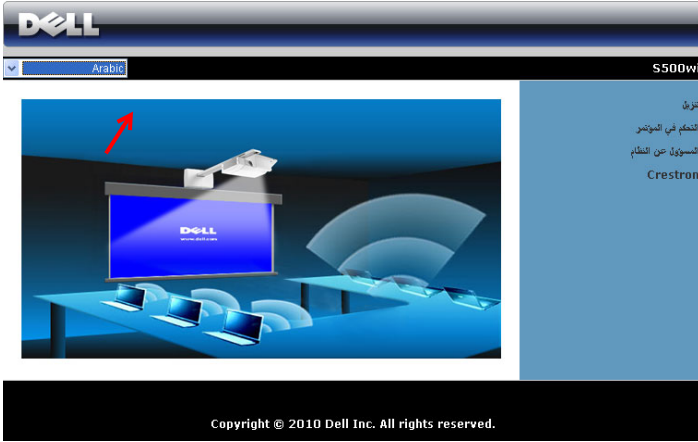 DELL
Arabic
S500wi
تنزيل
التحكم في المؤتمر
المسؤول عن النظام
Crestron
DELL
www.dell.com
Copyright © 2010 Dell Inc. All rights reserved.